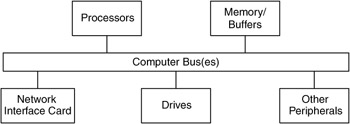 Processors
Memory/
Buffers
Computer Bus(es)
Network
Interface Card
Drives
Other
Peripherals